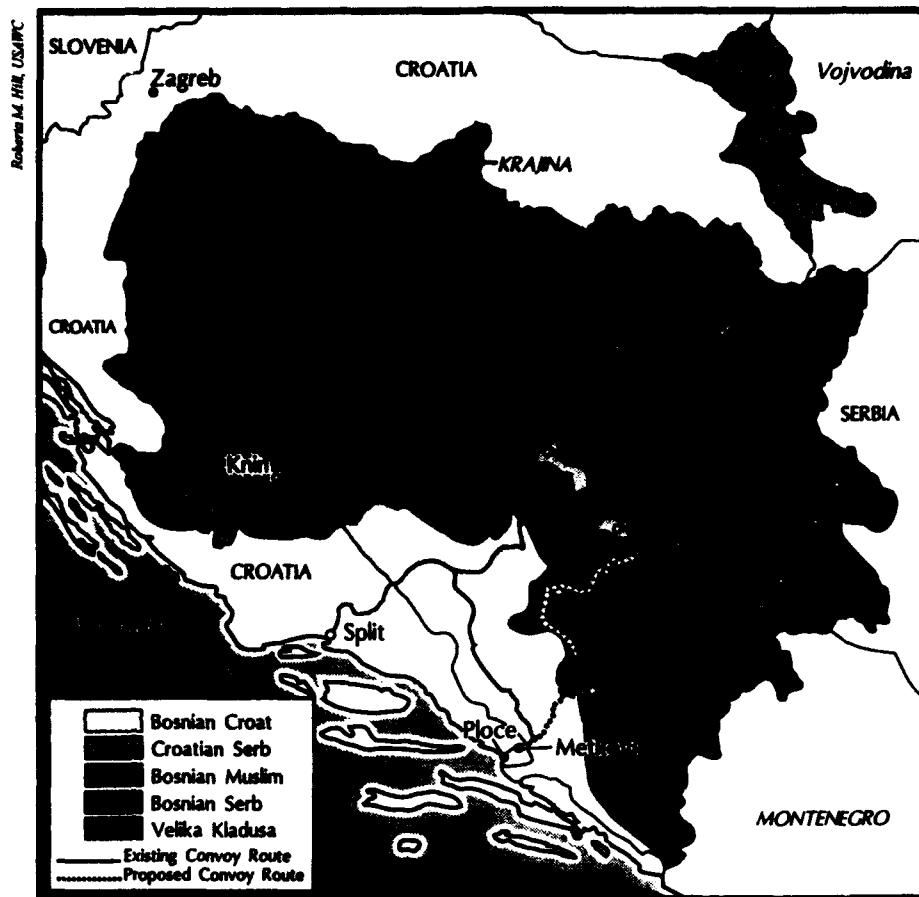 Roberta M. Hill, USAWC
SLOVENIA
Zagreb
CROATIA
Vojvodina
KRAJINA
CROATIA
SERBIA
Knin
CROATIA
Split
Ploce
MONTENEGRO
Bosnian Croat
Croatian Serb
Bosnian Muslim
Bosnian Serb
Velika Kladusa
Existing Convoy Route
Proposed Convoy Route